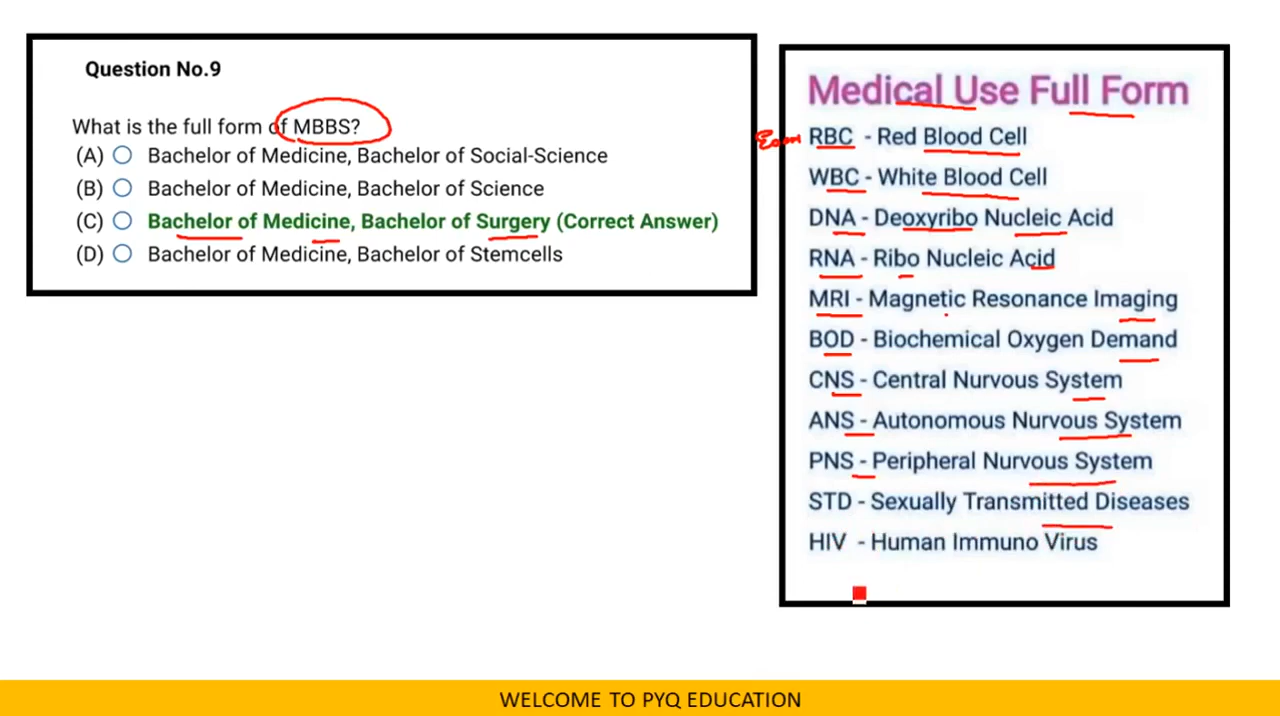 Question No.9
What is the full form of MBBS?
(A) Bachelor of Medicine, Bachelor of Social-Science
(B) Bachelor of Medicine, Bachelor of Science
(C) Bachelor of Medicine, Bachelor of Surgery (Correct Answer)
(D) Bachelor of Medicine, Bachelor of Stemcells
Medical Use Full Form
RBC - Red Blood Cell
WBC - White Blood Cell
DNA - Deoxyribo Nucleic Acid
RNA - Ribo Nucleic Acid
MRI - Magnetic Resonance Imaging
BOD - Biochemical Oxygen Demand
CNS - Central Nurvous System
ANS - Autonomous Nurvous System
PNS - Peripheral Nurvous System
STD - Sexually Transmitted Diseases
HIV - Human Immuno Virus
WELCOME TO PYQ EDUCATION